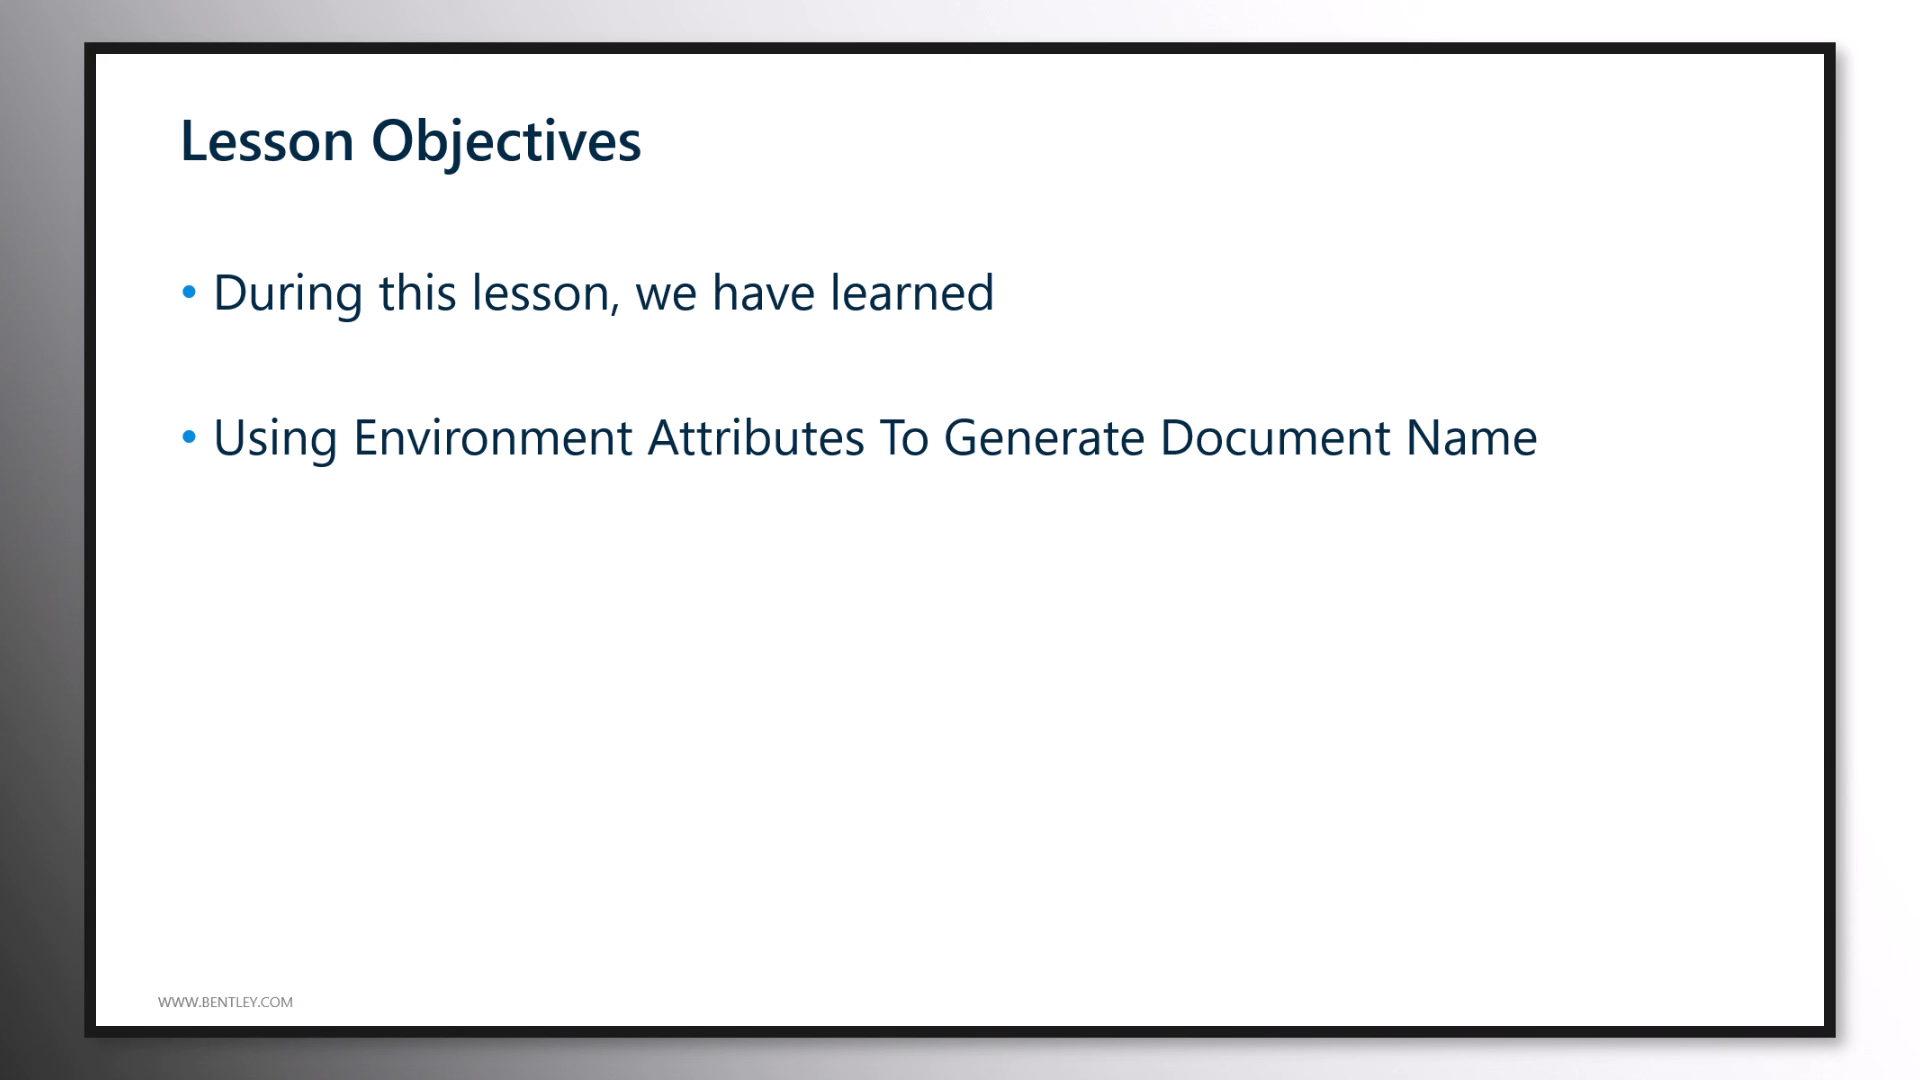 Lesson Objectives
• During this lesson, we have learned
• Using Environment Attributes To Generate Document Name
WWW.BENTLEY.COM